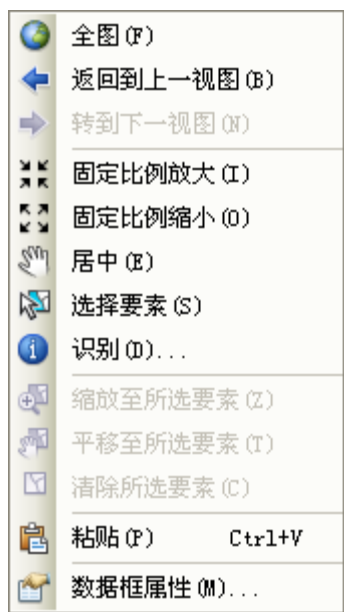 全图(F)
返回到上一视图(B)
转到下一视图(N)
固定比例放大(I)
固定比例缩小(O)
居中(E)
选择要素(S)
识别(D)...
缩放至所选要素(Z)
平移至所选要素(T)
清除所选要素(C)
粘贴(P) Ctrl+V
数据框属性(M)...